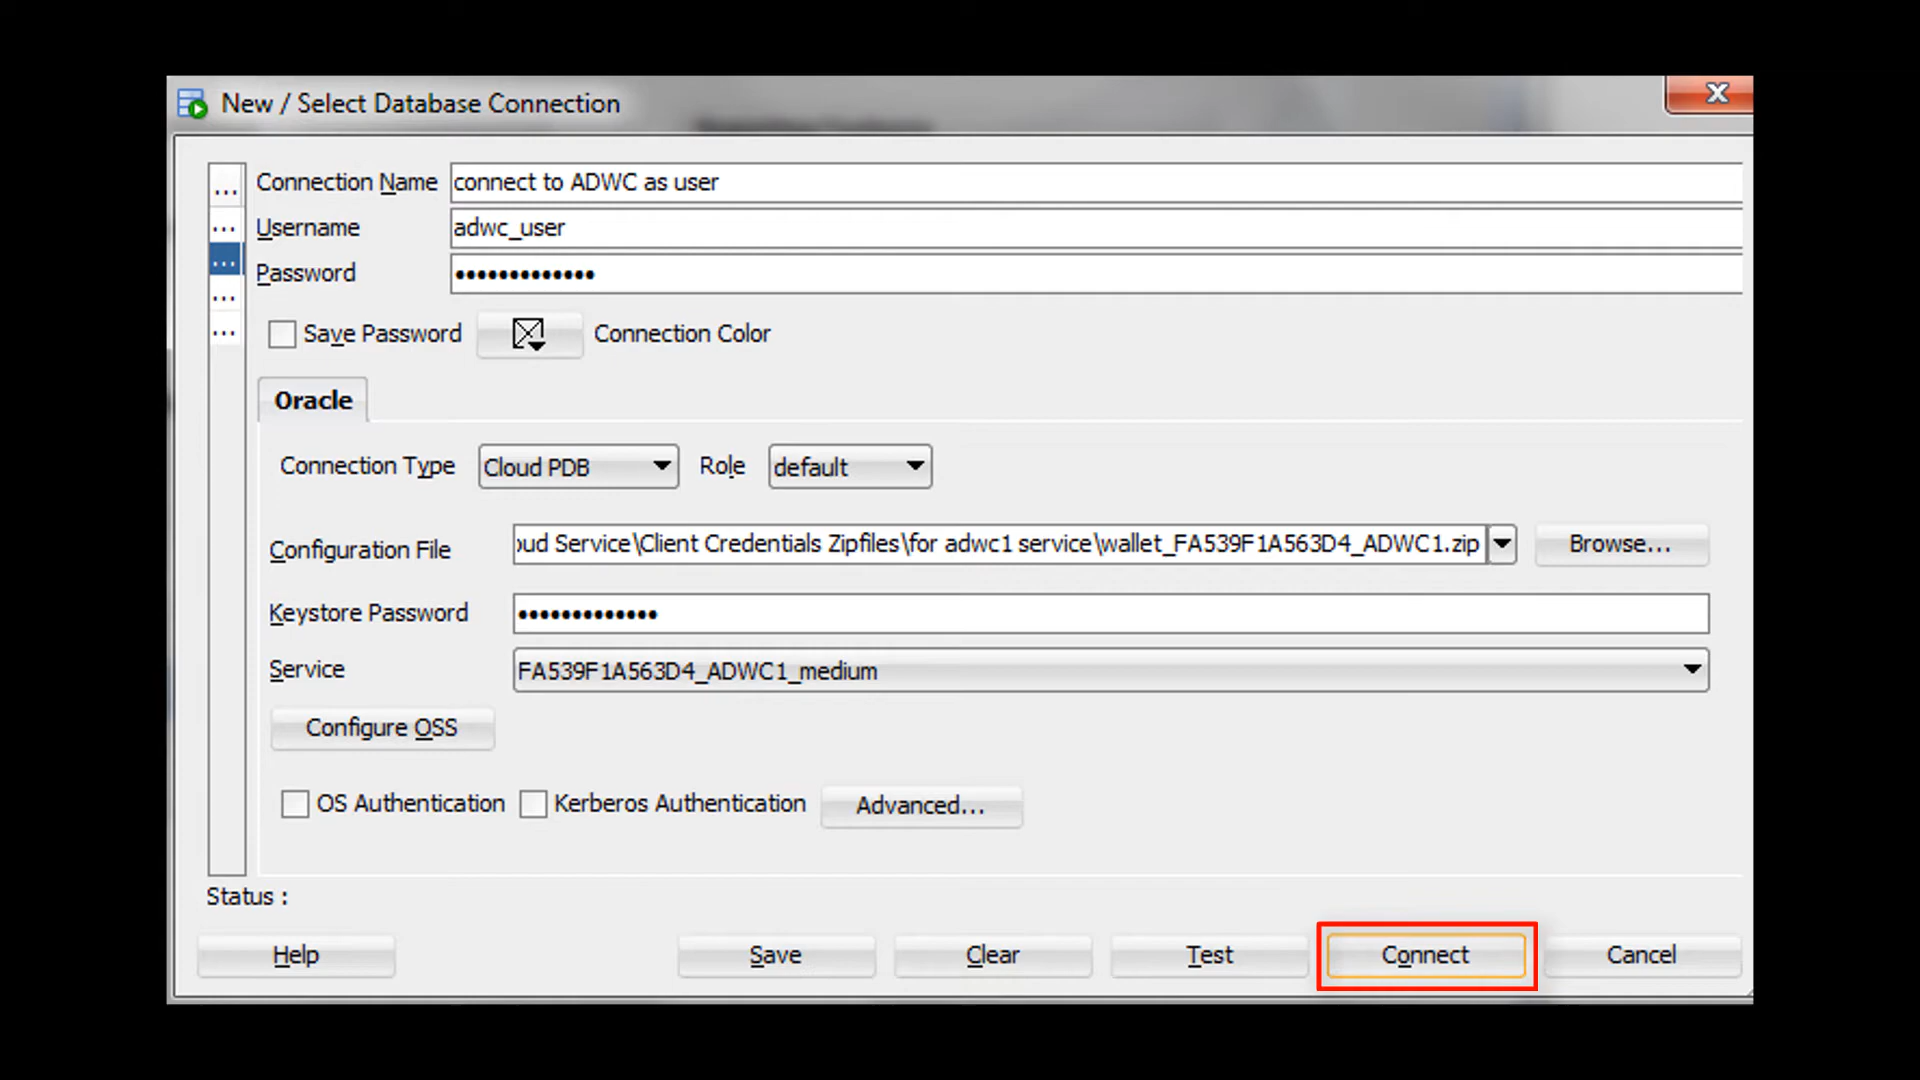 New / Select Database Connection
...
...
...
...
...
Connection Name connect to ADWC as user
Username adwc_user
Password •••••••••••••
Save Password Connection Color
Oracle
Connection Type Cloud PDB Role default
Configuration File oud Service\Client Credentials Zipfiles\for adwc1 service\wallet_FA539F1A563D4_ADWC1.zip Browse...
Keystore Password •••••••••••••
Service FA539F1A563D4_ADWC1_medium
Configure OSS
OS Authentication Kerberos Authentication Advanced...
Status :
Help Save Clear Test Connect Cancel